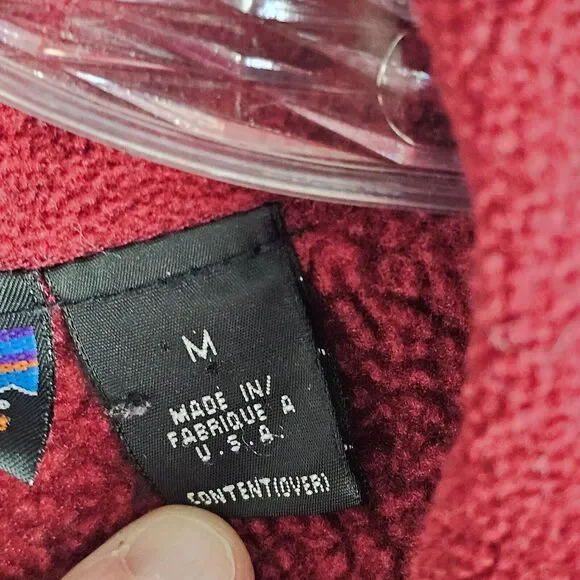 M
MADE IN/
FABRIQUE A
U.S.A.
CONTENT(OVER)